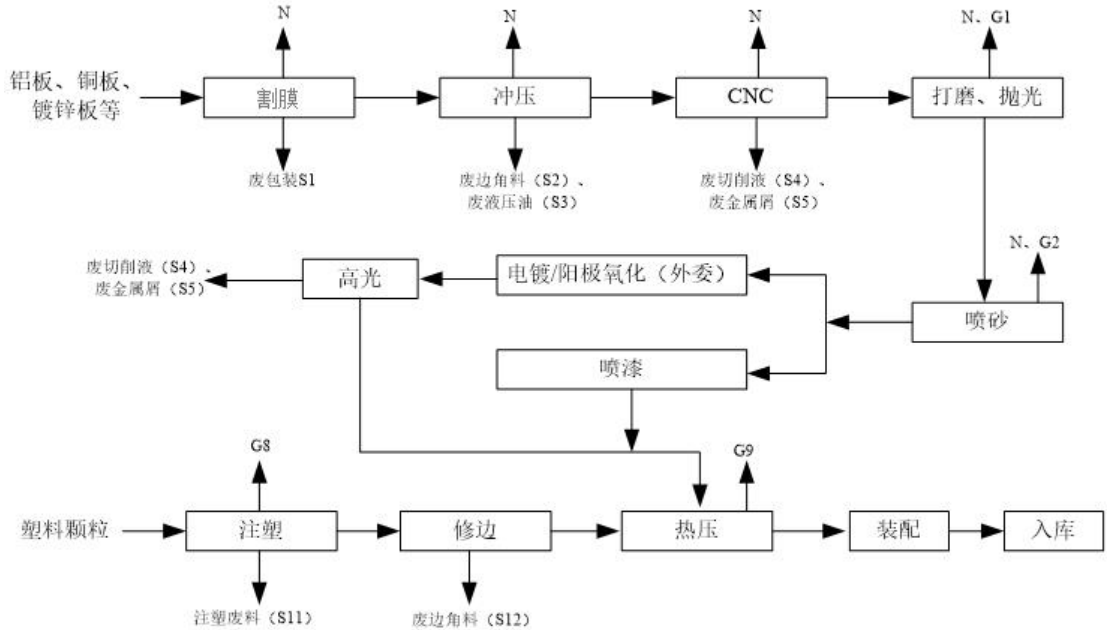 N
N
N
N、G1
铝板、铜板、
镀锌板等
割膜
冲压
CNC
打磨、抛光
废包装S1
废边角料（S2）、
废液压油（S3）
废切削液（S4）、
废金属屑（S5）
N、G2
废切削液（S4）、
废金属屑（S5）
高光
电镀/阳极氧化（外委）
喷砂
喷漆
G8
G9
塑料颗粒
注塑
修边
热压
装配
入库
注塑废料（S11）
废边角料（S12）